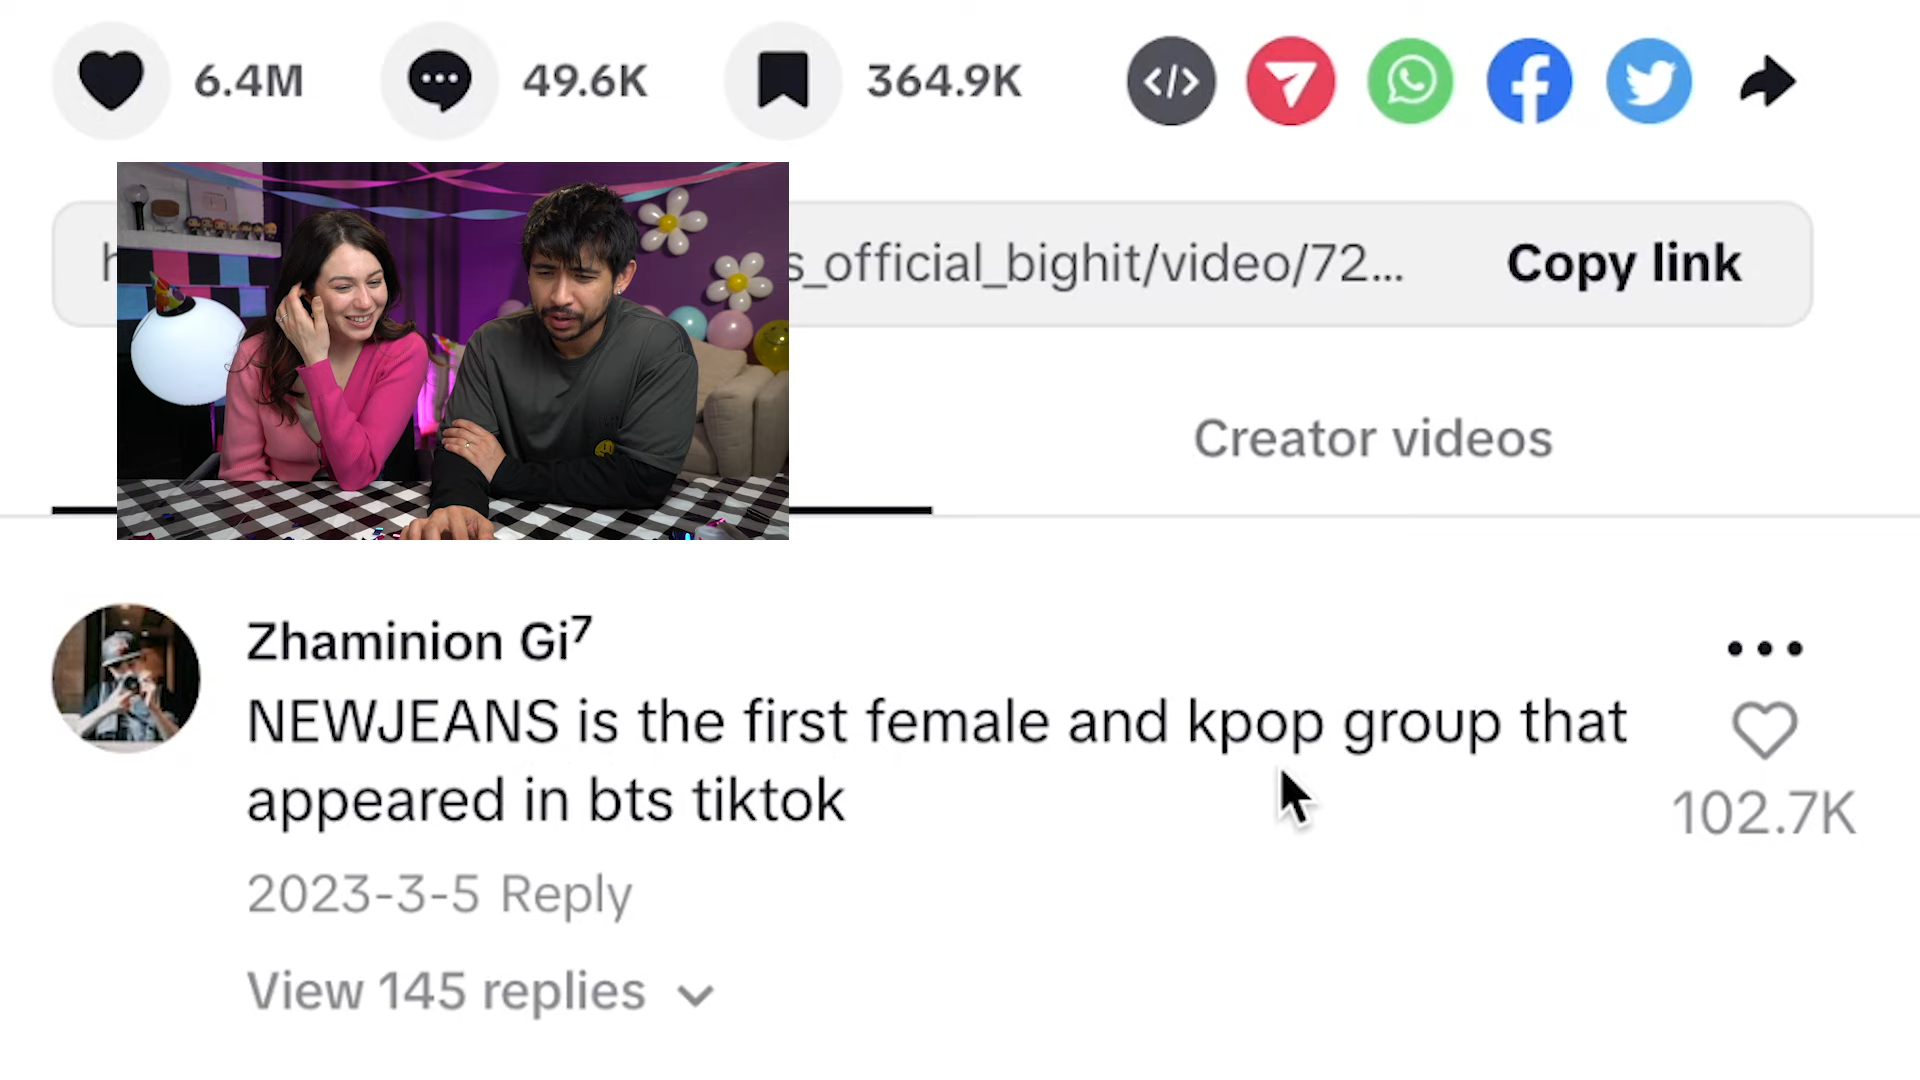 6.4M 49.6K 364.9K
s_official_bighit/video/72... Copy link
Creator videos
Zhaminion Gi⁷
NEWJEANS is the first female and kpop group that
appeared in bts tiktok
102.7K
2023-3-5 Reply
View 145 replies